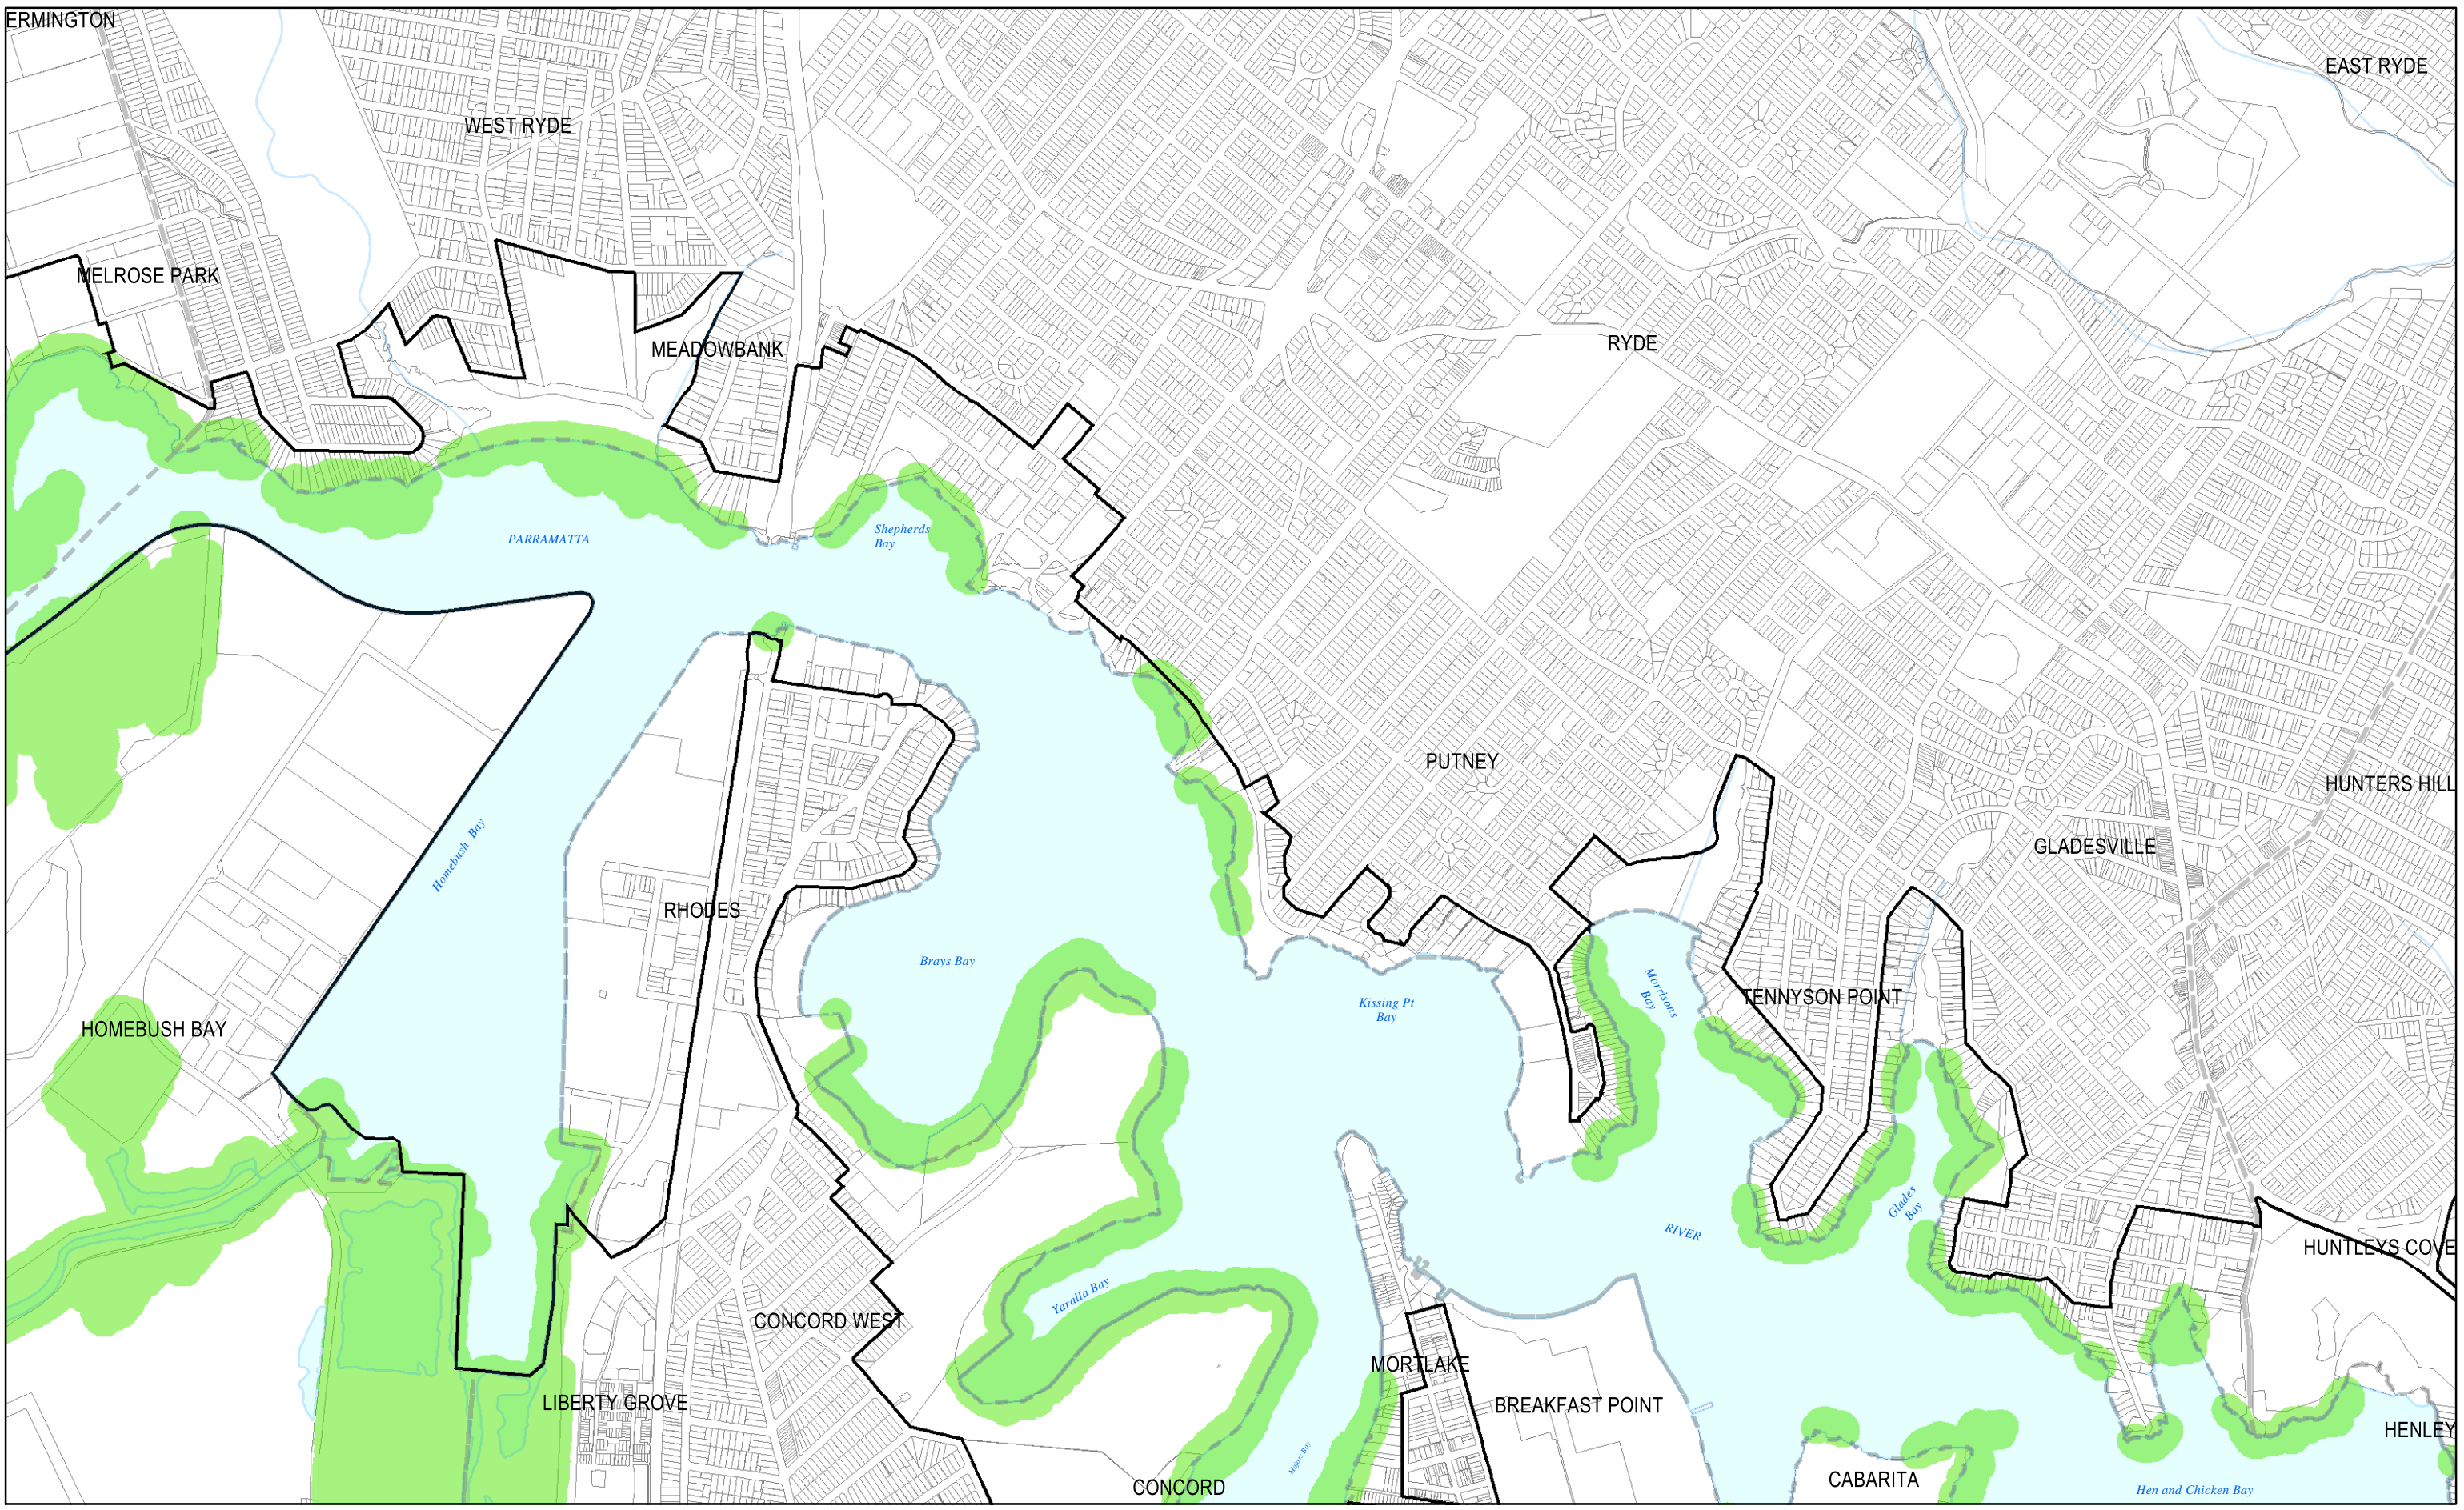 ERMINGTON
EAST RYDE
WEST RYDE
MELROSE PARK
MEADOWBANK
RYDE
Shepherds
Bay
PARRAMATTA
PUTNEY
HUNTERS HILL
GLADESVILLE
Homebush Bay
RHODES
Brays Bay
Morrisons
Bay
Kissing Pt
Bay
TENNYSON POINT
HOMEBUSH BAY
Glades
Bay
RIVER
HUNTLEYS COVE
Yaralla Bay
CONCORD WEST
MORTLAKE
LIBERTY GROVE
BREAKFAST POINT
HENLEY
Majors Bay
CONCORD
CABARITA
Hen and Chicken Bay